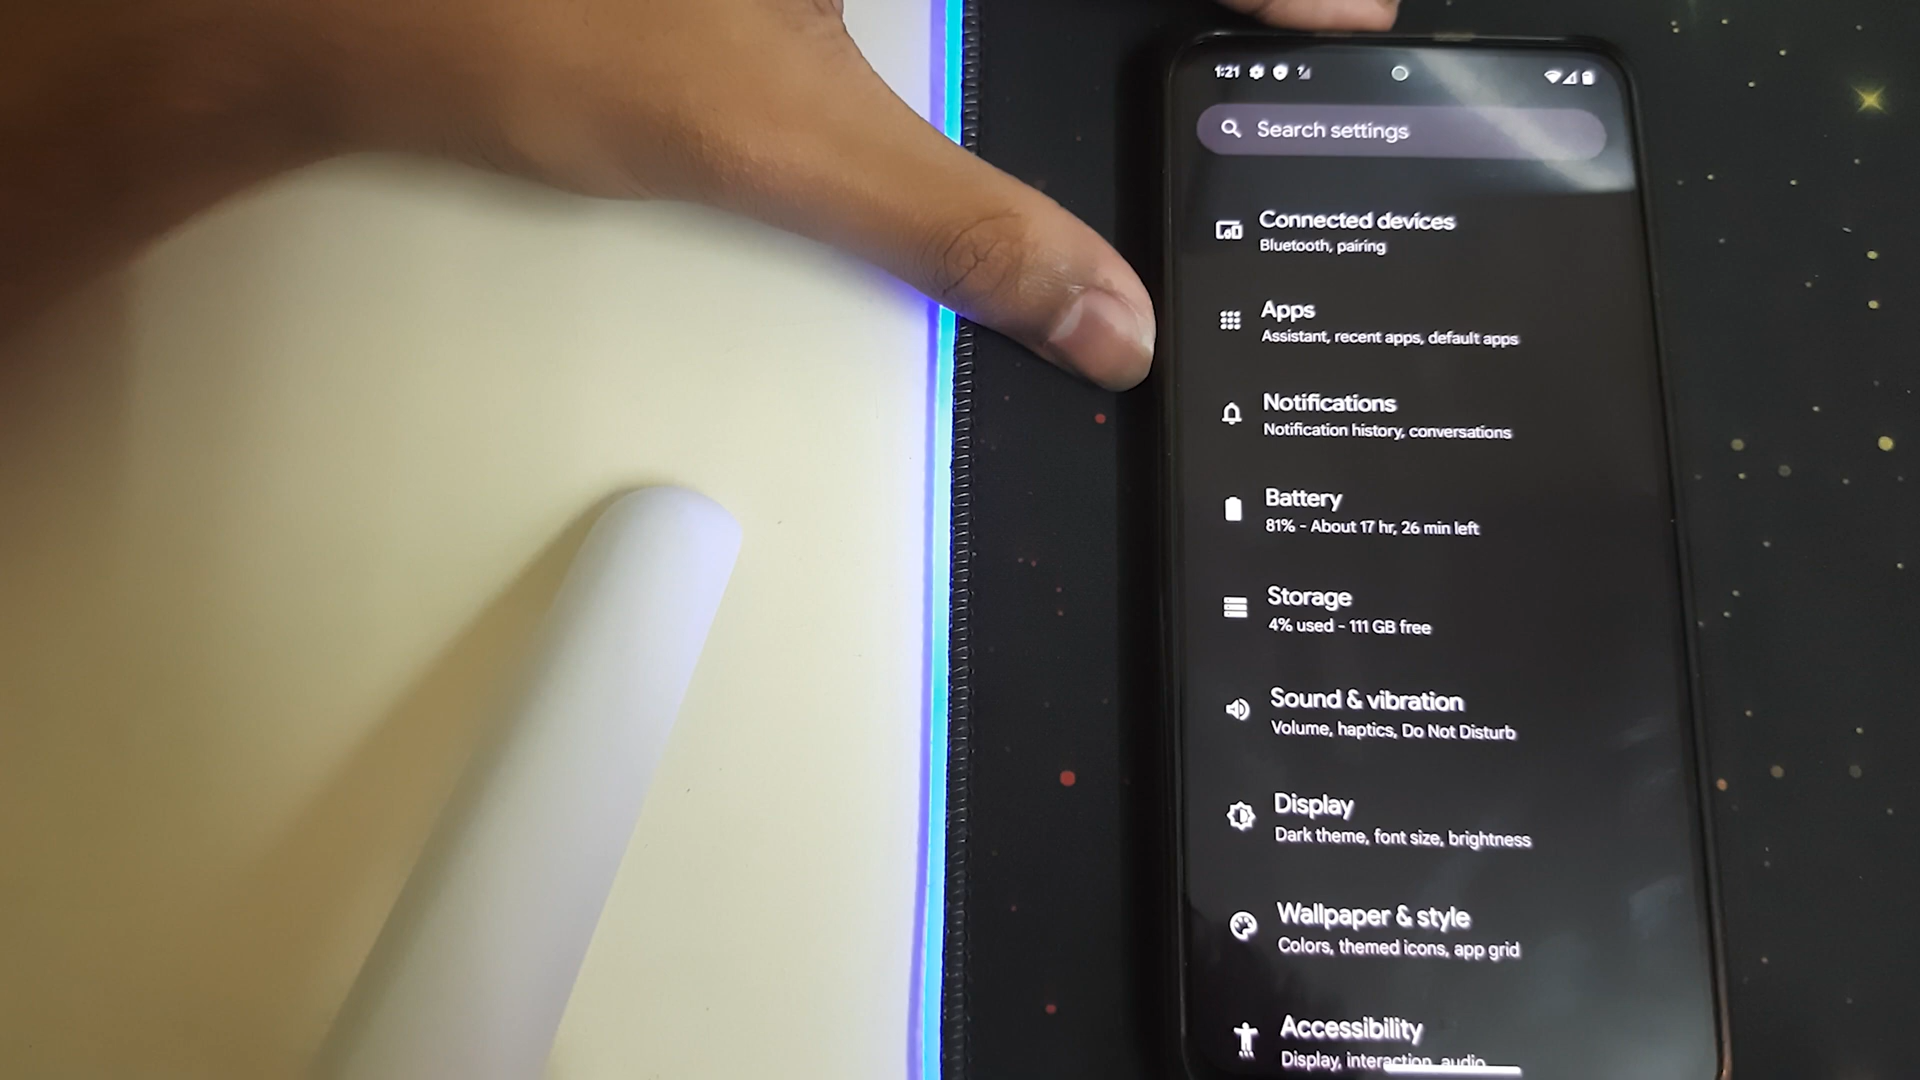 1:21
Search settings
Connected devices
Bluetooth, pairing
Apps
Assistant, recent apps, default apps
Notifications
Notification history, conversations
Battery
81% - About 17 hr, 26 min left
Storage
4% used - 111 GB free
Sound & vibration
Volume, haptics, Do Not Disturb
Display
Dark theme, font size, brightness
Wallpaper & style
Colors, themed icons, app grid
Accessibility
Display, interaction, audio